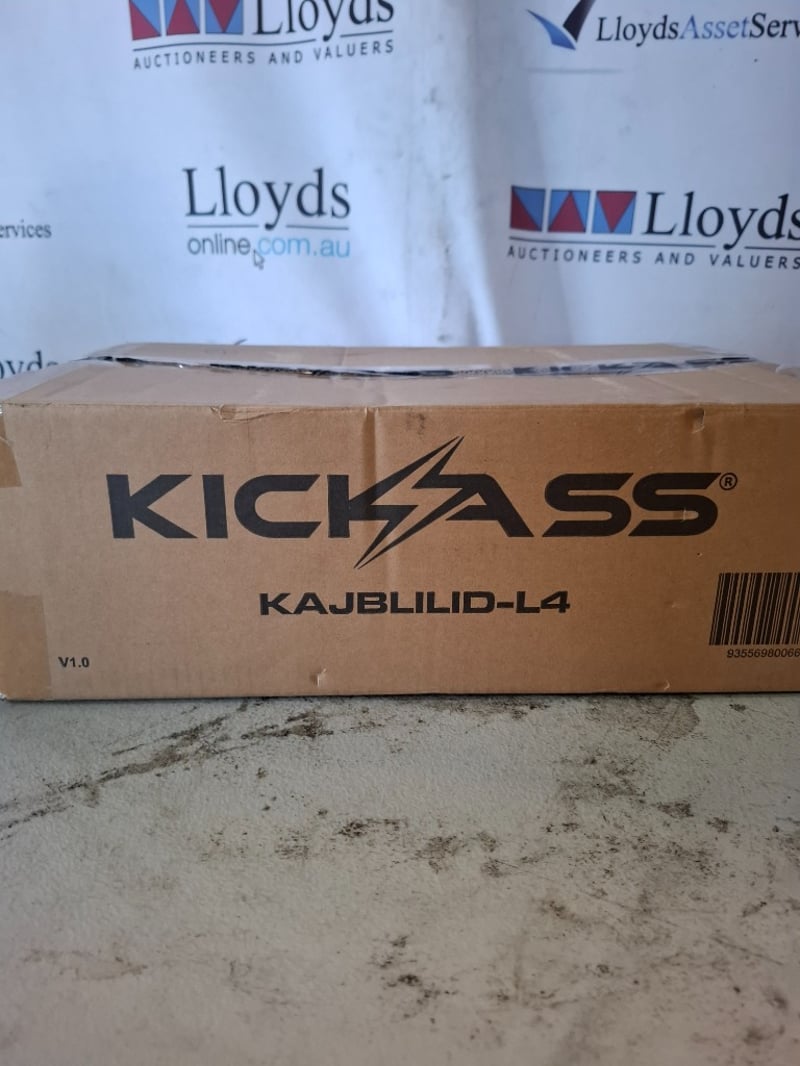 Lloyds
AUCTIONEERS AND VALUERS
LloydsAssetServ
Lloyds
online.com.au
Lloyds
AUCTIONEERS AND VALUERS
ervices
oyds
KICKASS®
KAJBLILID-L4
V1.0
93556980066